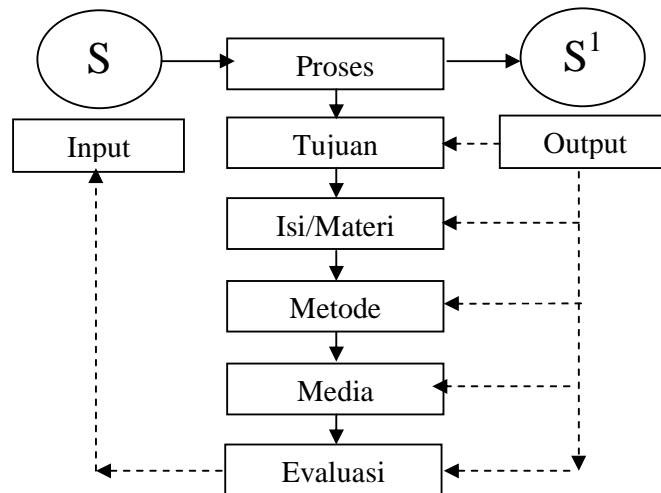 S
Proses
S¹
Input
Tujuan
Output
Isi/Materi
Metode
Media
Evaluasi